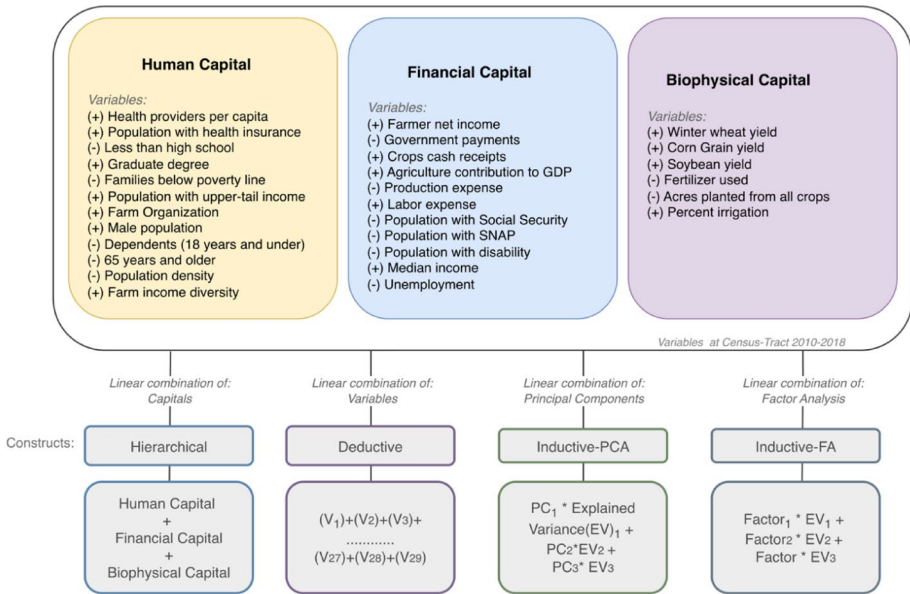 Human Capital
Variables:
(+) Health providers per capita
(+) Population with health insurance
(-) Less than high school
(+) Graduate degree
(-) Families below poverty line
(+) Population with upper-tail income
(+) Farm Organization
(+) Male population
(-) Dependents (18 years and under)
(-) 65 years and older
(-) Population density
(+) Farm income diversity
Financial Capital
Variables:
(+) Farmer net income
(-) Government payments
(+) Crops cash receipts
(+) Agriculture contribution to GDP
(-) Production expense
(+) Labor expense
(-) Population with Social Security
(-) Population with SNAP
(-) Population with disability
(+) Median income
(-) Unemployment
Biophysical Capital
Variables:
(+) Winter wheat yield
(+) Corn Grain yield
(+) Soybean yield
(-) Fertilizer used
(-) Acres planted from all crops
(+) Percent irrigation
Variables at Census-Tract 2010-2018
Linear combination of:
Capitals
Linear combination of:
Variables
Linear combination of:
Principal Components
Linear combination of:
Factor Analysis
Constructs:
Hierarchical
Deductive
Inductive-PCA
Inductive-FA
Human Capital
+
Financial Capital
+
Biophysical Capital
(V1)+(V2)+(V3)+
............
(V27)+(V28)+(V29)
PC1 * Explained
Variance(EV)1 +
PC2*EV2 +
PC3* EV3
Factor1 * EV1 +
Factor2 * EV2 +
Factor * EV3